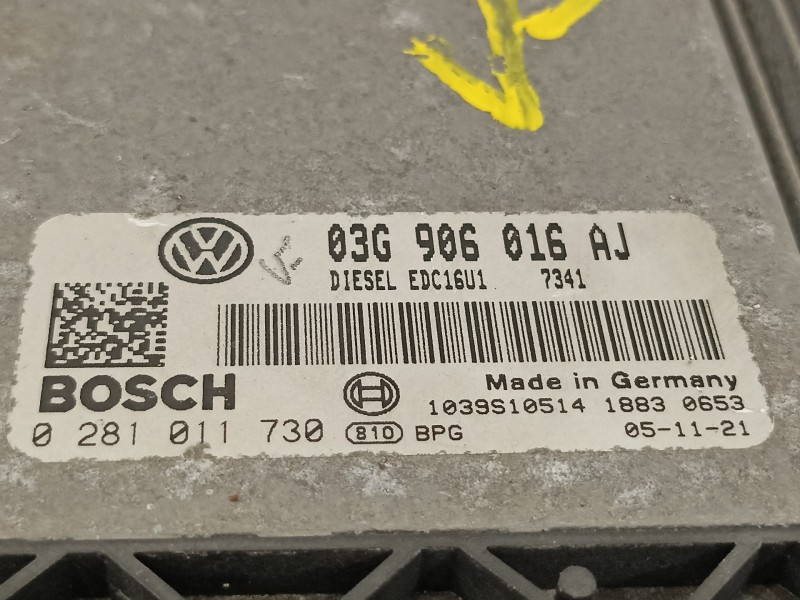 03G 906 016 AJ
DIESEL EDC16U1 7341
BOSCH
Made in Germany
1039S10514 1883 0653
0 281 011 730 810 BPG 05-11-21